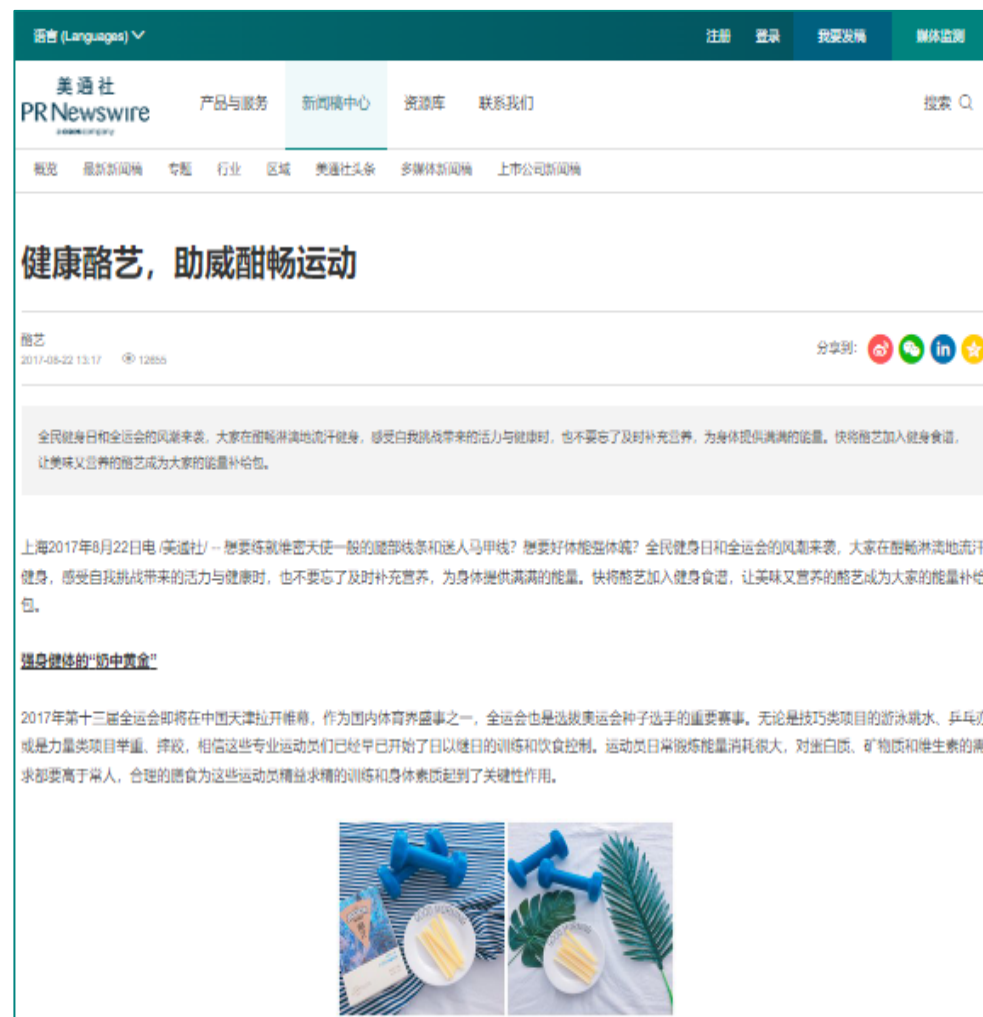 语言 (Languages)
注册 登录 我要发稿 媒体监测
美通社
PR Newswire
a cision company
产品与服务 新闻稿中心 资源库 联系我们
搜索
概览 最新新闻稿 专题 行业 区域 美通社头条 多媒体新闻稿 上市公司新闻稿
健康酪艺，助威酣畅运动
酪艺
2017-08-22 13:17 12855
分享到:
全民健身日和全运会的风潮来袭，大家在酣畅淋漓地流汗健身，感受自我挑战带来的活力与健康时，也不要忘了及时补充营养，为身体提供满满的能量。快将酪艺加入健身食谱，
让美味又营养的酪艺成为大家的能量补给包。
上海2017年8月22日电 /美通社/ -- 想要练就维密天使一般的腿部线条和迷人马甲线？想要好体能强体魄？全民健身日和全运会的风潮来袭，大家在酣畅淋漓地流汗
健身，感受自我挑战带来的活力与健康时，也不要忘了及时补充营养，为身体提供满满的能量。快将酪艺加入健身食谱，让美味又营养的酪艺成为大家的能量补给
包。
强身健体的“奶中黄金”
2017年第十三届全运会即将在中国天津拉开帷幕，作为国内体育界盛事之一，全运会也是选拔奥运会种子选手的重要赛事。无论是技巧类项目的游泳跳水、乒乓亦
或是力量类项目举重、摔跤，相信这些专业运动员们已经早已开始了日以继日的训练和饮食控制。运动员日常锻炼能量消耗很大，对蛋白质、矿物质和维生素的需
求都要高于常人，合理的膳食为这些运动员精益求精的训练和身体素质起到了关键性作用。
GOOD MORNING
GOOD MORNING